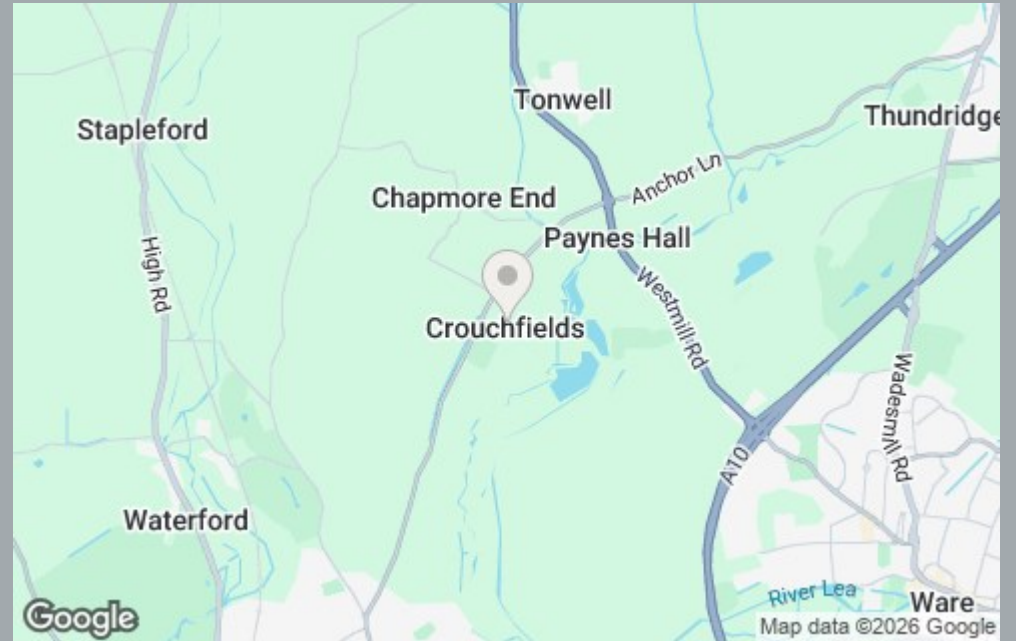 Tonwell
Thundridge
Stapleford
Anchor Ln
Chapmore End
Paynes Hall
High Rd
Westmill Rd
Crouchfields
Wadesmill Rd
A10
Waterford
River Lea
Ware
Google
Map data ©2026 Google